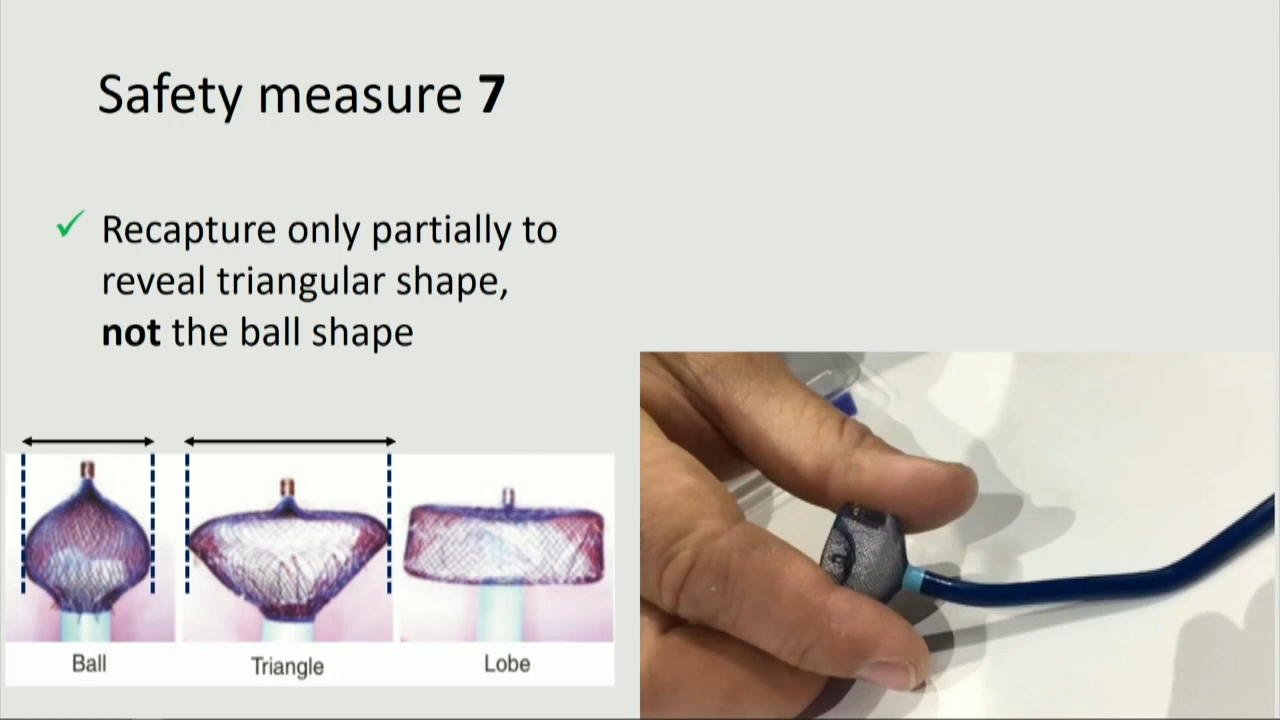 Safety measure 7
Recapture only partially to
reveal triangular shape,
not the ball shape
Ball
Triangle
Lobe